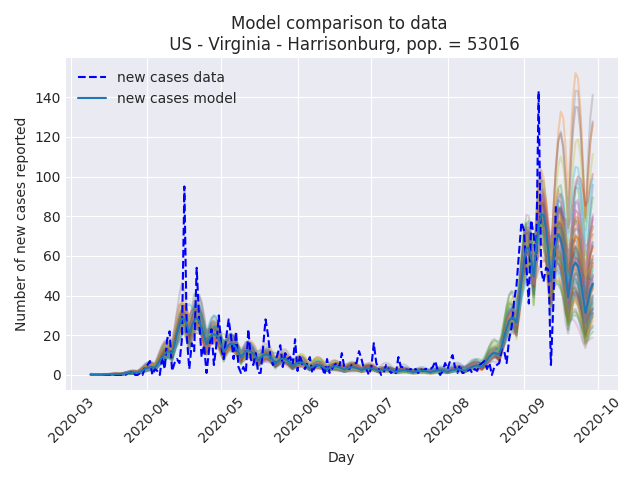 Model comparison to data
US - Virginia - Harrisonburg, pop. = 53016
new cases data
new cases model
Number of new cases reported
140
120
100
80
60
40
20
0
2020-03
2020-04
2020-05
2020-06
2020-07
2020-08
2020-09
2020-10
Day